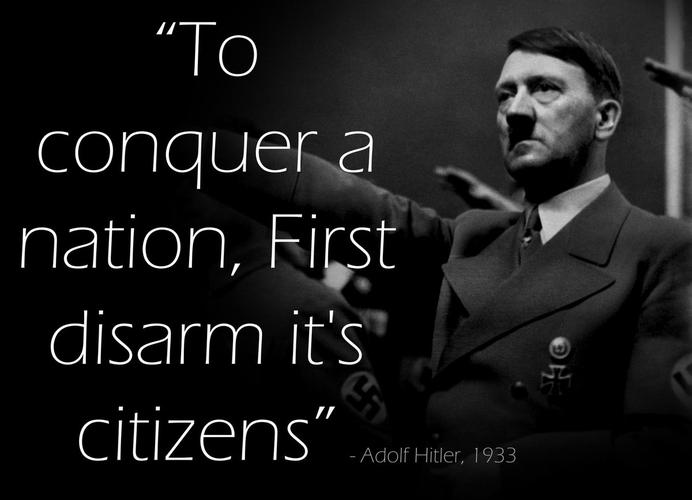 “To
conquer a
nation, First
disarm it's
citizens”
- Adolf Hitler, 1933